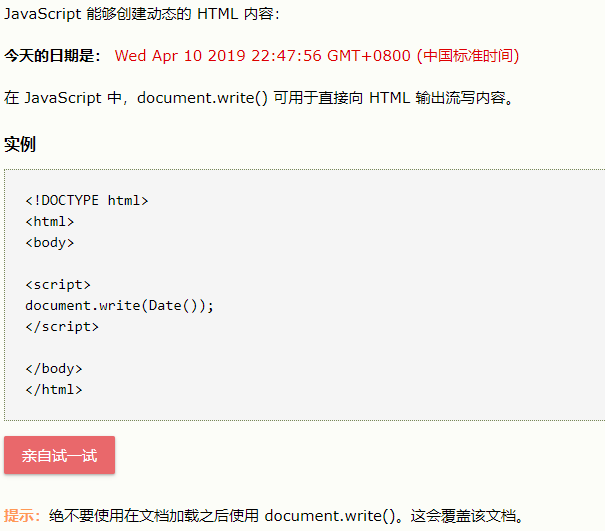 JavaScript 能够创建动态的 HTML 内容：
今天的日期是： Wed Apr 10 2019 22:47:56 GMT+0800 (中国标准时间)
在 JavaScript 中，document.write() 可用于直接向 HTML 输出流写内容。
实例
<!DOCTYPE html>
<html>
<body>
<script>
document.write(Date());
</script>
</body>
</html>
亲自试一试
提示：绝不要使用在文档加载之后使用 document.write()。这会覆盖该文档。